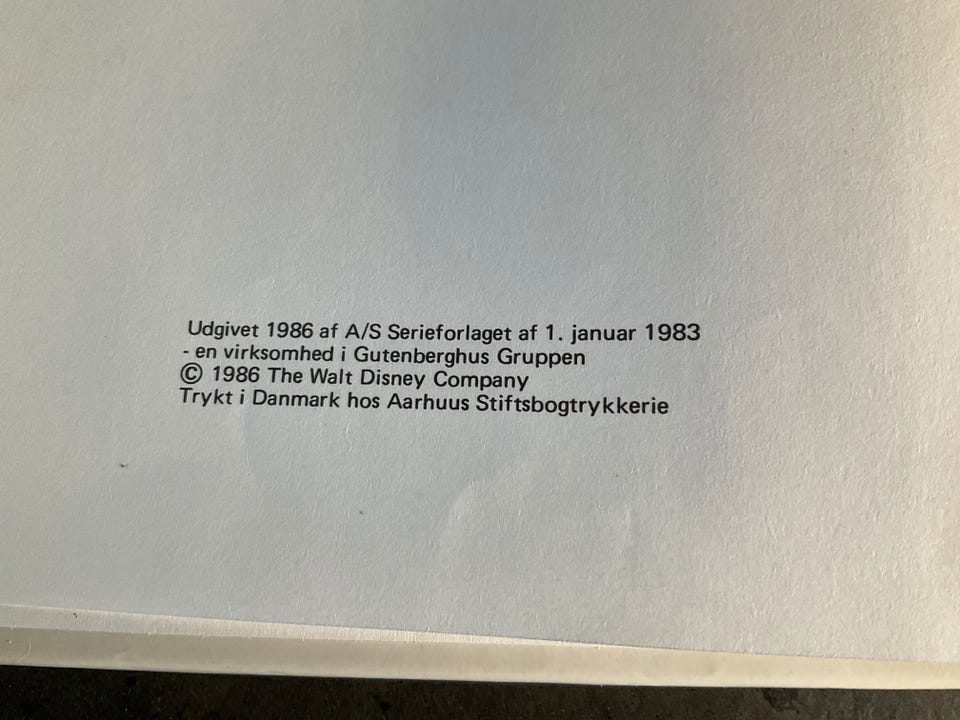 Udgivet 1986 af A/S Serieforlaget af 1. januar 1983
- en virksomhed i Gutenberghus Gruppen
© 1986 The Walt Disney Company
Trykt i Danmark hos Aarhuus Stiftsbogtrykkerie